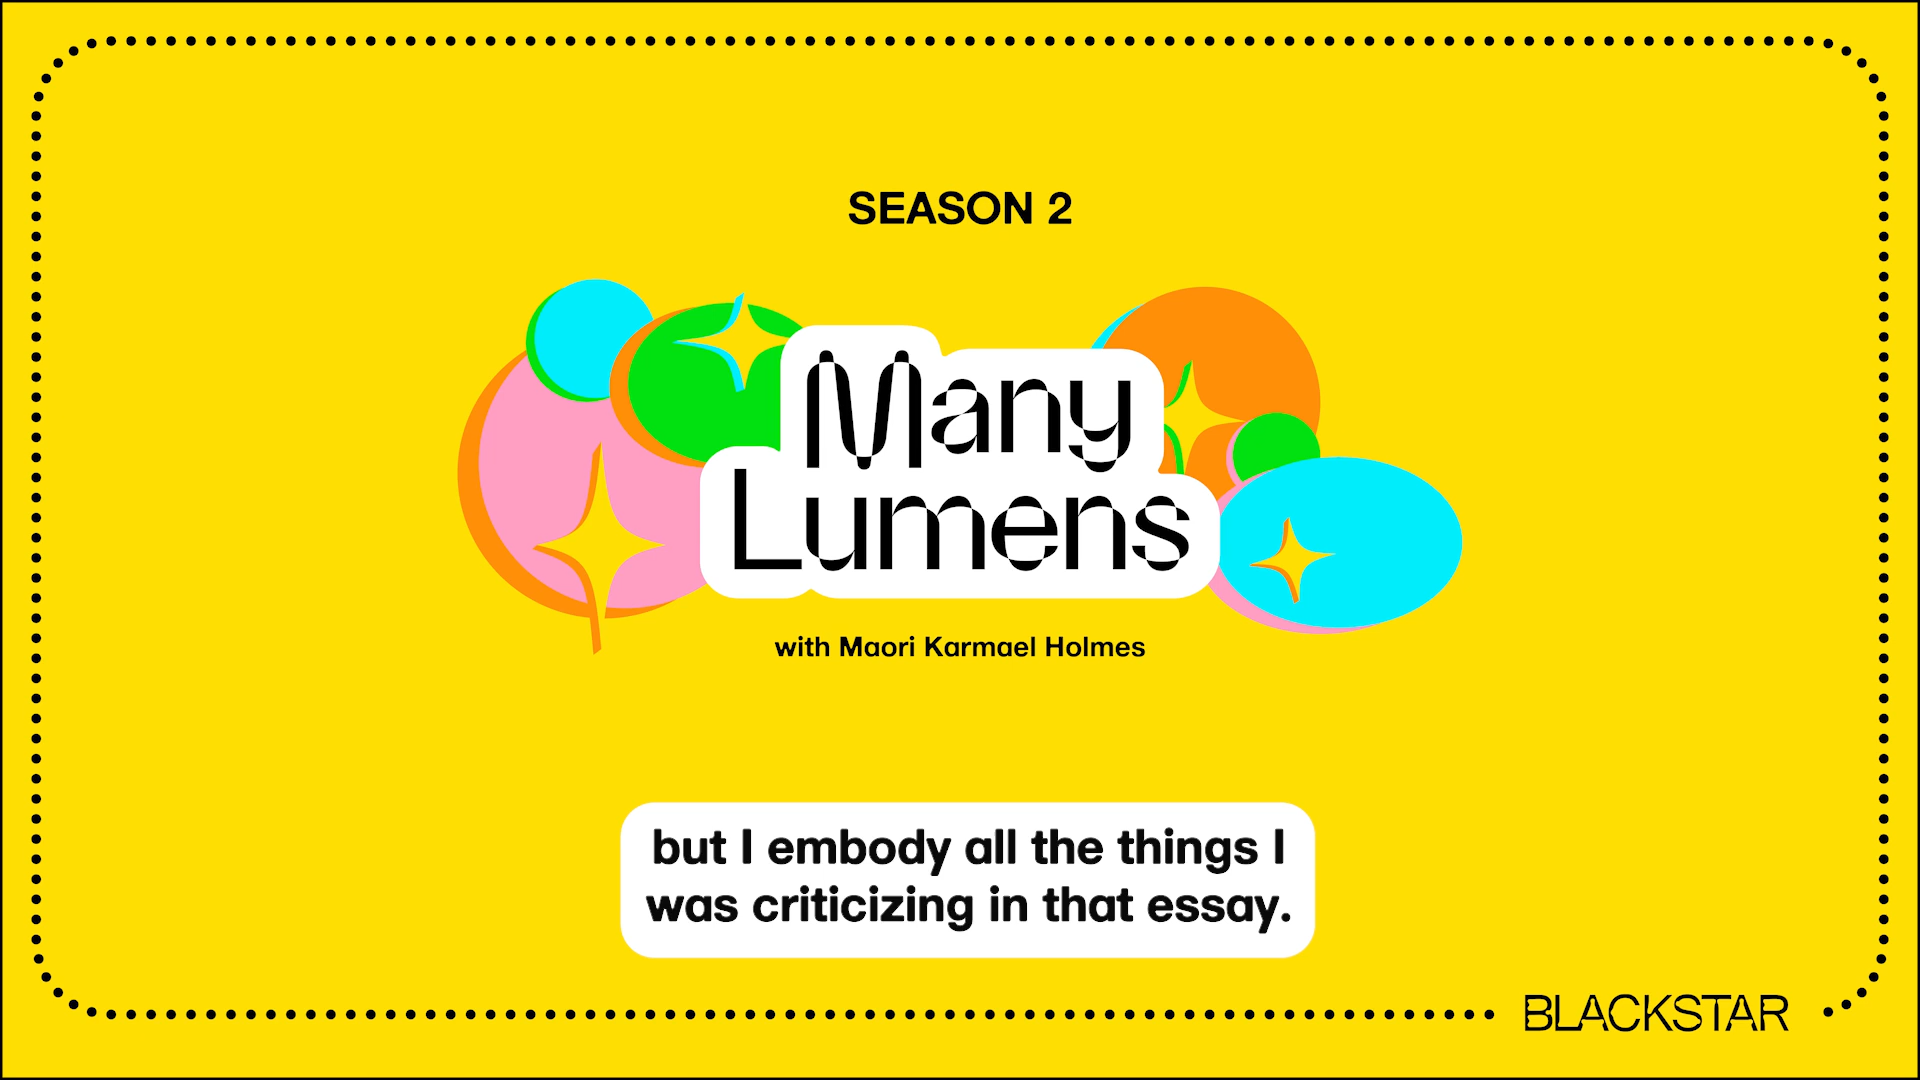 SEASON 2
Many
Lumens
with Maori Karmael Holmes
but I embody all the things I
was criticizing in that essay.
BLACKSTAR